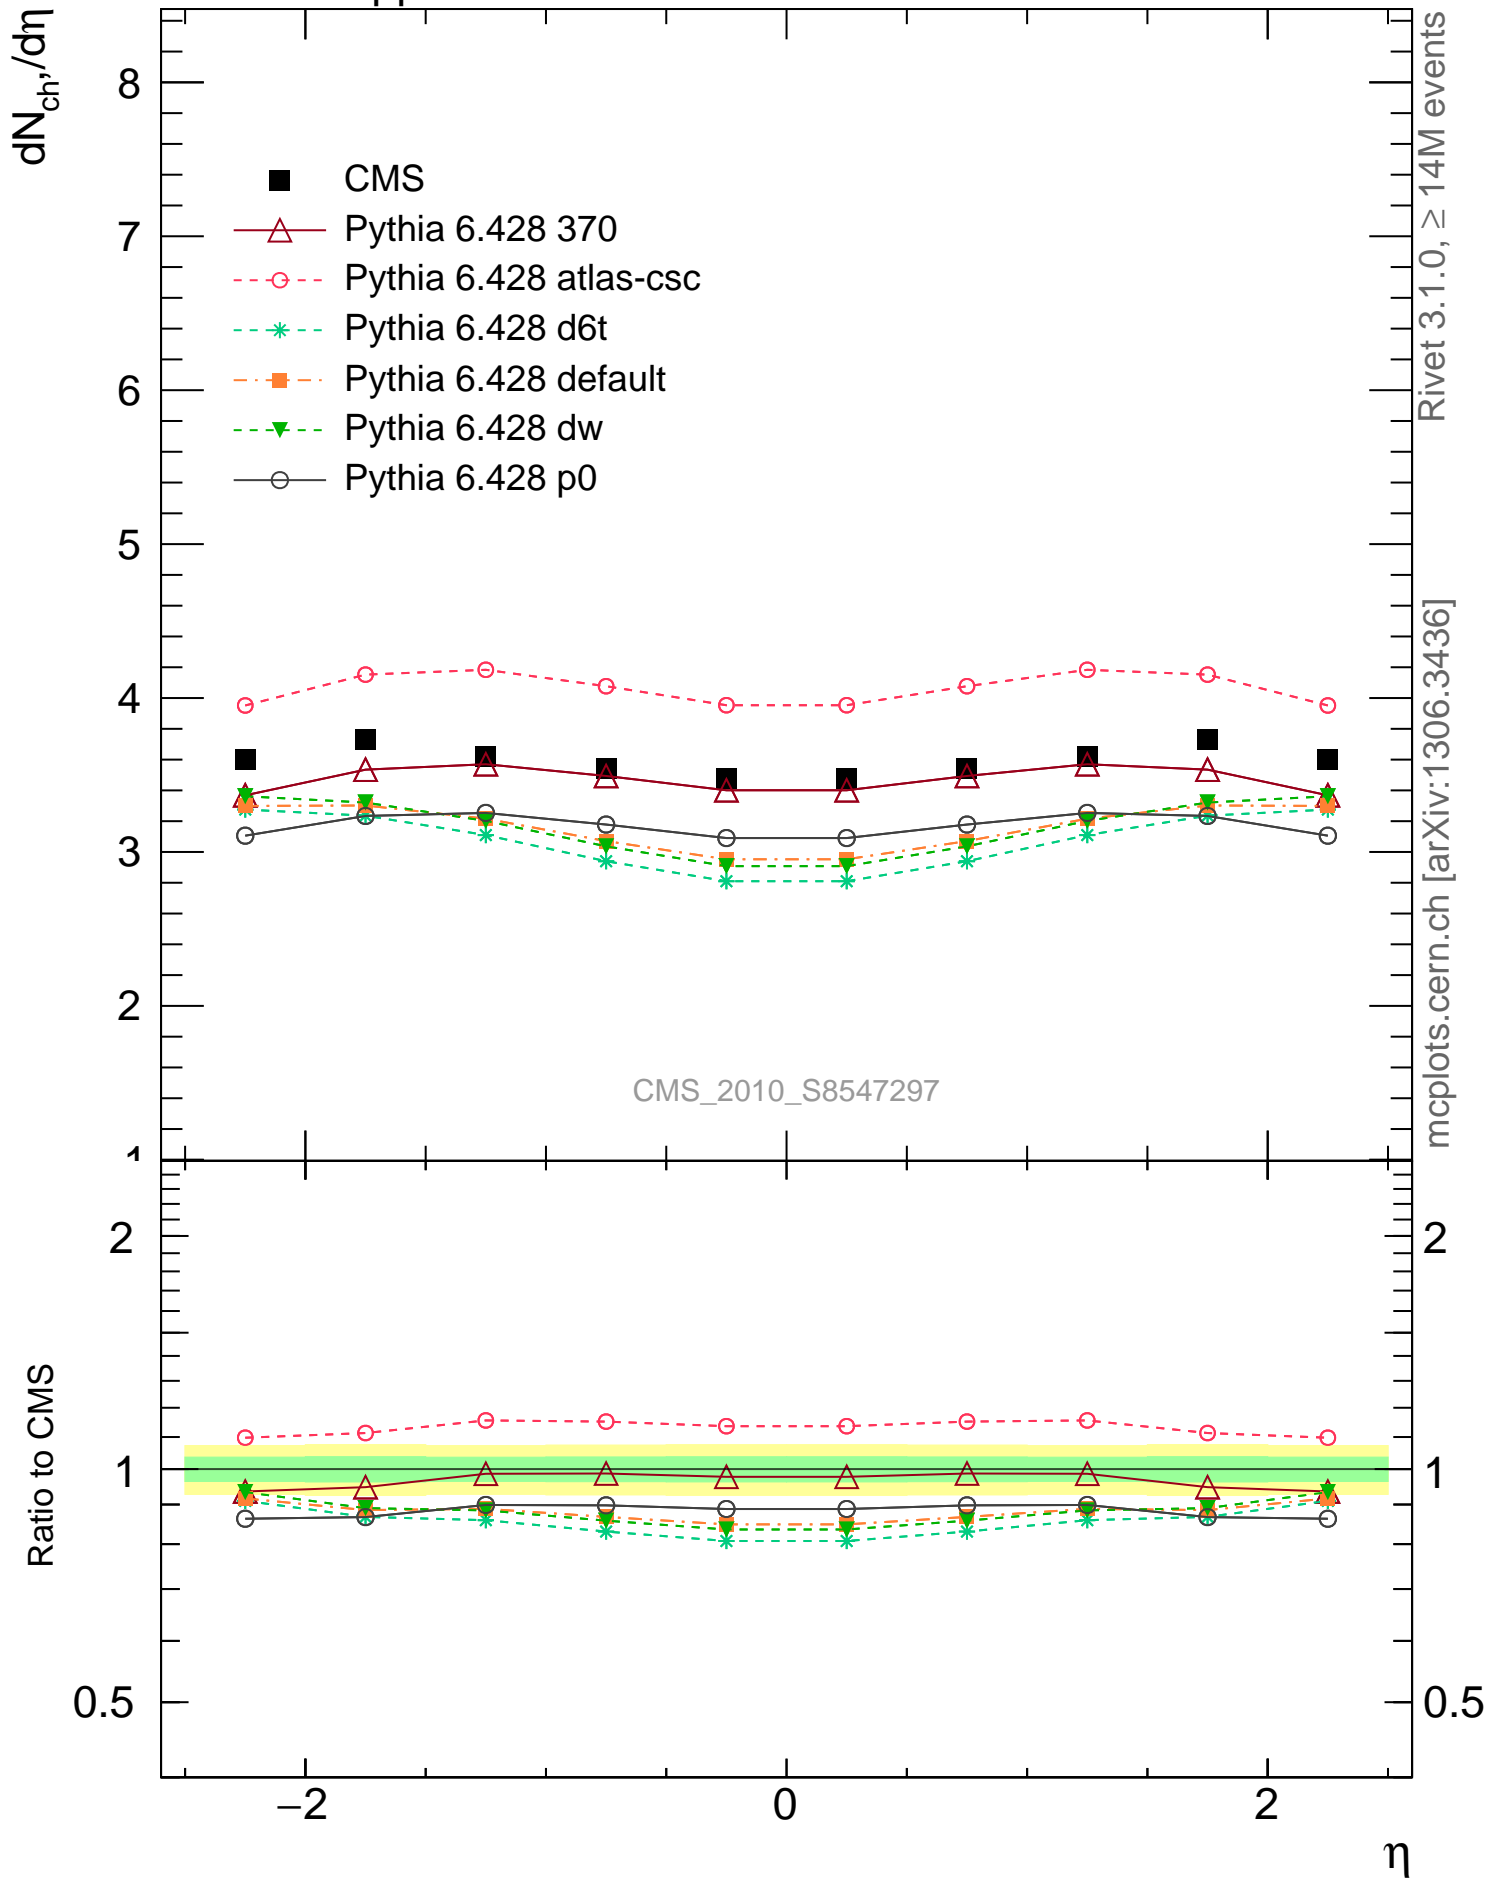 pp
dN_ch,/dη
8
7
6
5
4
3
2
1
CMS
Pythia 6.428 370
Pythia 6.428 atlas-csc
Pythia 6.428 d6t
Pythia 6.428 default
Pythia 6.428 dw
Pythia 6.428 p0
CMS_2010_S8547297
Rivet 3.1.0, ≥ 14M events
mcplots.cern.ch [arXiv:1306.3436]
Ratio to CMS
2
1
0.5
2
1
0.5
−2
0
2
η